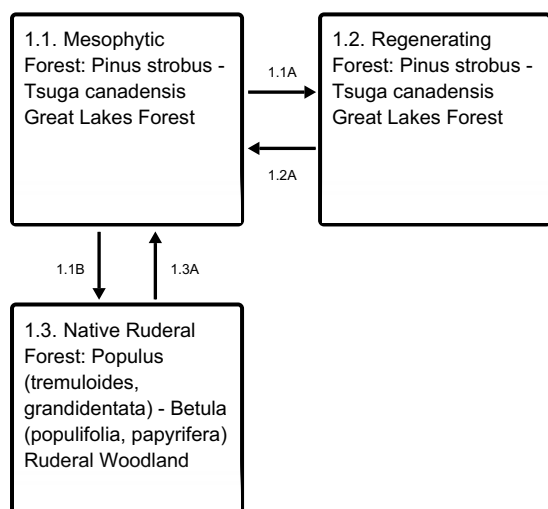 1.1. Mesophytic
Forest: Pinus strobus -
Tsuga canadensis
Great Lakes Forest
1.1A
1.2. Regenerating
Forest: Pinus strobus -
Tsuga canadensis
Great Lakes Forest
1.2A
1.1B
1.3A
1.3. Native Ruderal
Forest: Populus
(tremuloides,
grandidentata) - Betula
(populifolia, papyrifera)
Ruderal Woodland